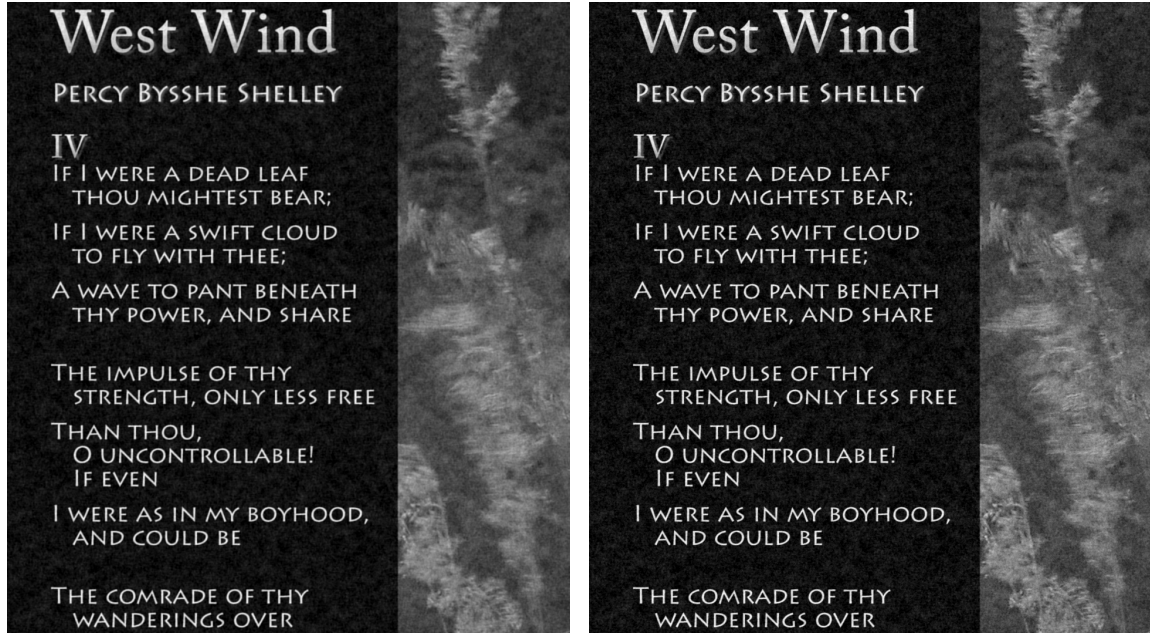 West Wind
Percy Bysshe Shelley
IV
If I were a dead leaf
thou mightest bear;
If I were a swift cloud
to fly with thee;
A wave to pant beneath
thy power, and share
The impulse of thy
strength, only less free
Than thou,
O uncontrollable!
If even
I were as in my boyhood,
and could be
The comrade of thy
wanderings over
West Wind
Percy Bysshe Shelley
IV
If I were a dead leaf
thou mightest bear;
If I were a swift cloud
to fly with thee;
A wave to pant beneath
thy power, and share
The impulse of thy
strength, only less free
Than thou,
O uncontrollable!
If even
I were as in my boyhood,
and could be
The comrade of thy
wanderings over